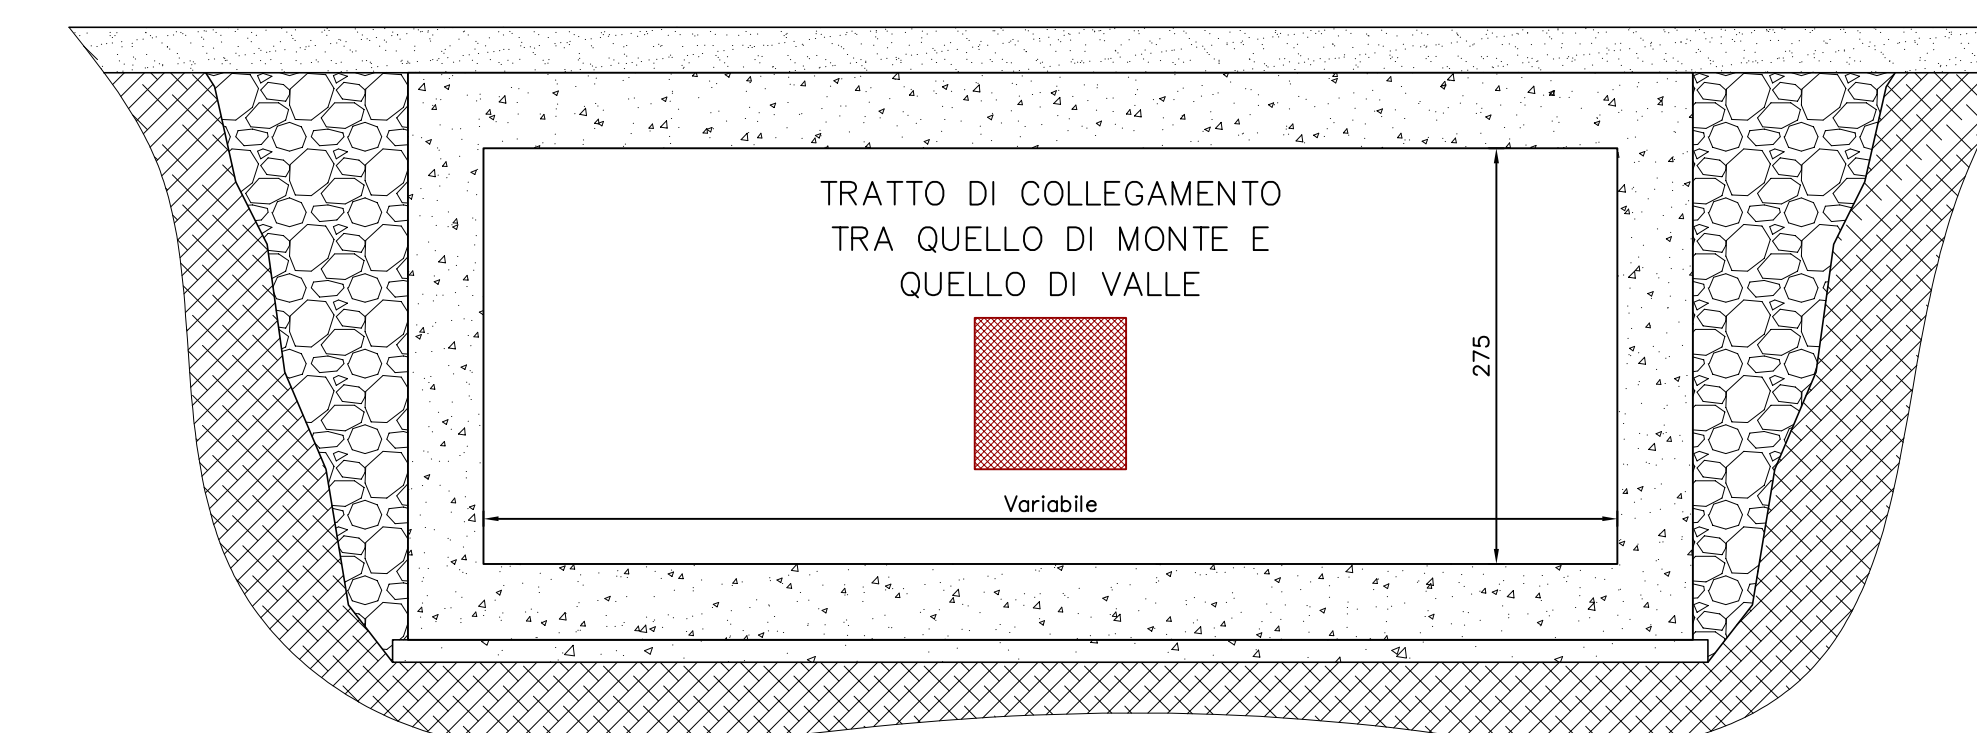 TRATTO DI COLLEGAMENTO
TRA QUELLO DI MONTE E
QUELLO DI VALLE
275
Variabile